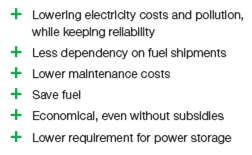 + Lowering electricity costs and pollution,
while keeping reliability
+ Less dependency on fuel shipments
+ Lower maintenance costs
+ Save fuel
+ Economical, even without subsidies
+ Lower requirement for power storage